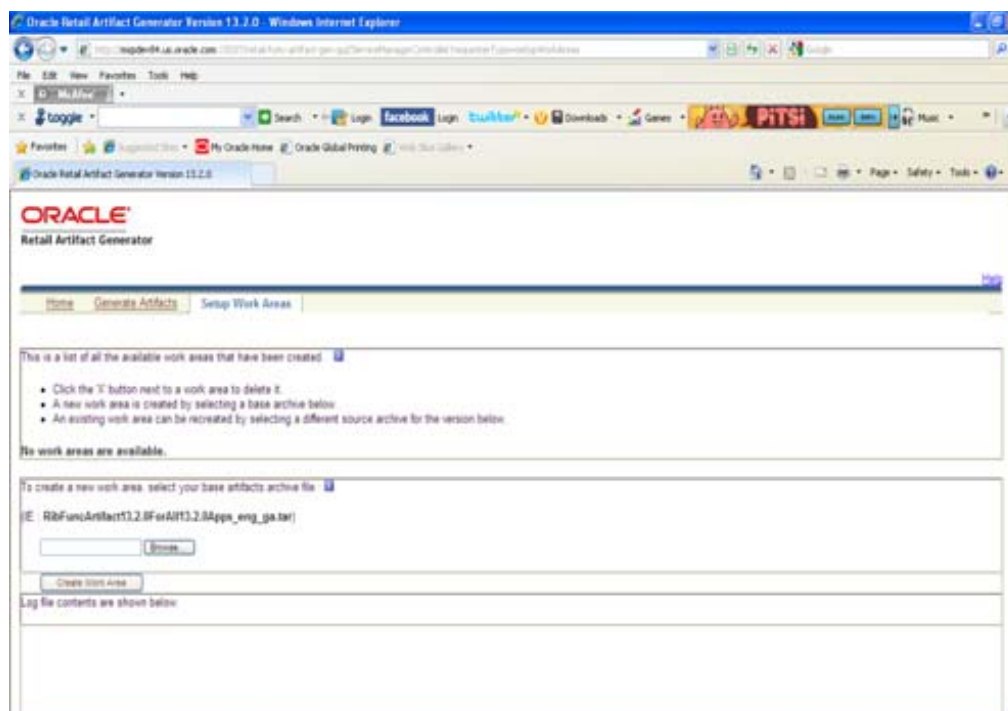 Oracle Retail Artifact Generator Version 13.2.0 - Windows Internet Explorer
File Edit View Favorites Tools Help
X McAfee
X toggle Search Login facebook Login twitter Downloads Games PiTSi Music
Favorites My Oracle Home Oracle Global Printing
Oracle Retail Artifact Generator Version 13.2.0 Page Safety Tools
ORACLE
Retail Artifact Generator
Help
Home Generate Artifacts Setup Work Areas
This is a list of all the available work areas that have been created.
• Click the 'X' button next to a work area to delete it.
• A new work area is created by selecting a base archive below.
• An existing work area can be recreated by selecting a different source archive for the version below.
No work areas are available.
To create a new work area, select your base artifacts archive file
(IE : RibFuncArtifact13.2.0ForAll13.2.0Apps_eng_ga.tar)
Browse...
Create Work Area
Log file contents are shown below